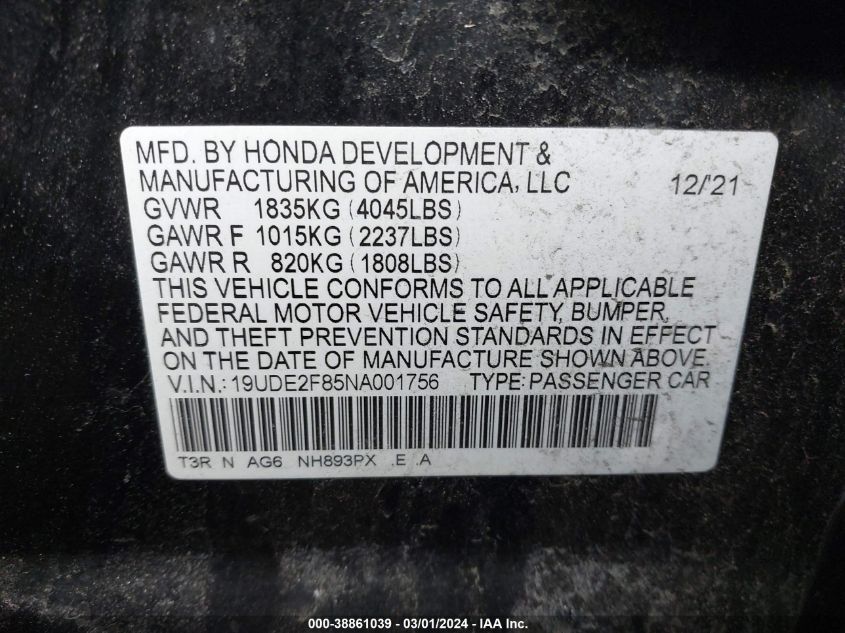 MFD. BY HONDA DEVELOPMENT &
MANUFACTURING OF AMERICA, LLC 12/'21
GVWR 1835KG (4045LBS)
GAWR F 1015KG (2237LBS)
GAWR R 820KG (1808LBS)
THIS VEHICLE CONFORMS TO ALL APPLICABLE
FEDERAL MOTOR VEHICLE SAFETY, BUMPER,
AND THEFT PREVENTION STANDARDS IN EFFECT
ON THE DATE OF MANUFACTURE SHOWN ABOVE.
V.I.N.: 19UDE2F85NA001756 TYPE: PASSENGER CAR
T3R N AG6 NH893PX .E .A
000-38861039 - 03/01/2024 - IAA Inc.